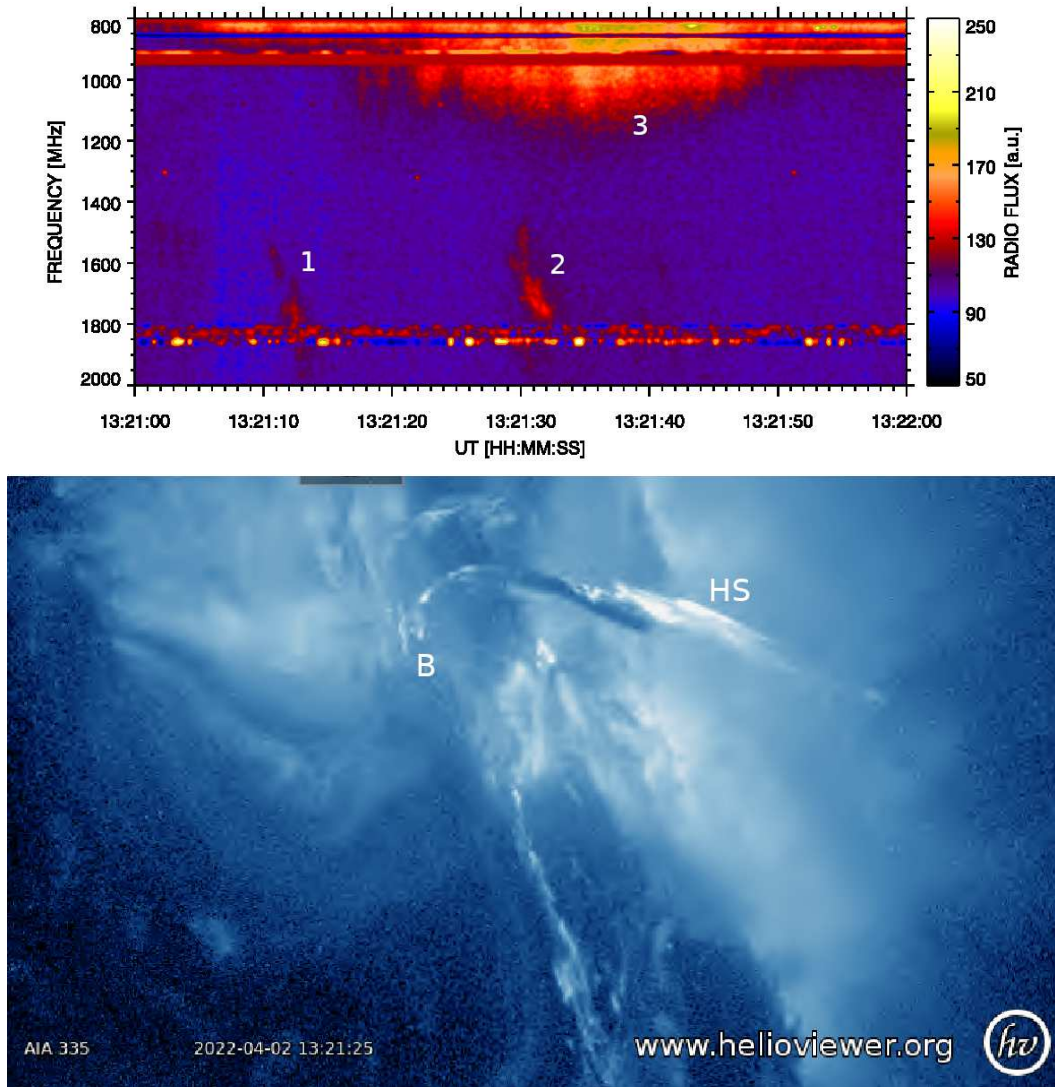 800
1000
1200
1400
1600
1800
2000
FREQUENCY [MHz]
1
2
3
13:21:00 13:21:10 13:21:20 13:21:30 13:21:40 13:21:50 13:22:00
UT [HH:MM:SS]
250
210
170
130
90
50
RADIO FLUX [a.u.]
HS
B
AIA 335 2022-04-02 13:21:25 www.helioviewer.org hv